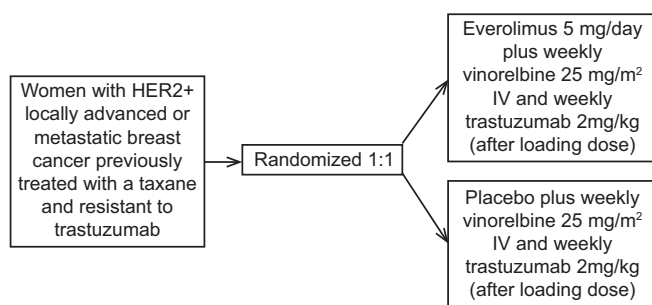 Women with HER2+
locally advanced or
metastatic breast
cancer previously
treated with a taxane
and resistant to
trastuzumab
Randomized 1:1
Everolimus 5 mg/day
plus weekly
vinorelbine 25 mg/m²
IV and weekly
trastuzumab 2mg/kg
(after loading dose)
Placebo plus weekly
vinorelbine 25 mg/m²
IV and weekly
trastuzumab 2mg/kg
(after loading dose)